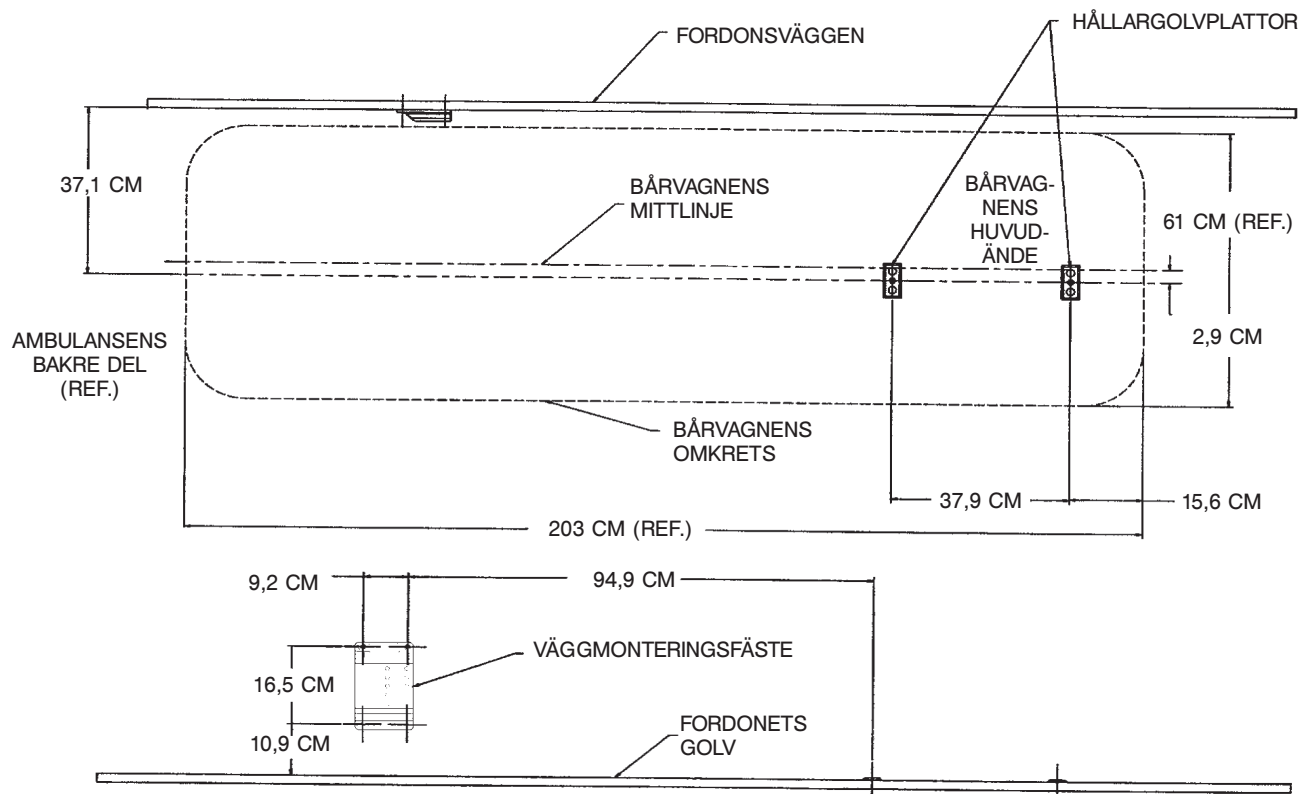 HÅLLARGOLVPLATTOR
FORDONSVÄGGEN
37,1 CM
BÅRVAGNENS
MITTLINJE
BÅRVAG-
NENS
HUVUD-
ÄNDE
61 CM (REF.)
AMBULANSENS
BAKRE DEL
(REF.)
2,9 CM
BÅRVAGNENS
OMKRETS
37,9 CM
15,6 CM
203 CM (REF.)
9,2 CM
94,9 CM
VÄGGMONTERINGSFÄSTE
16,5 CM
10,9 CM
FORDONETS
GOLV